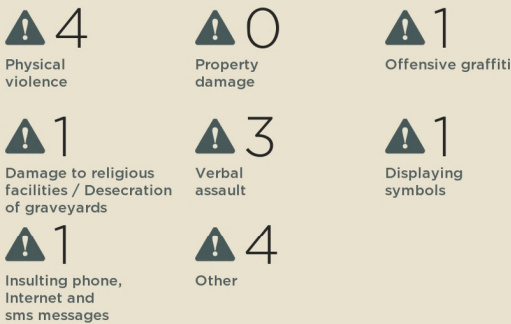 4
Physical
violence
0
Property
damage
1
Offensive graffiti
1
Damage to religious
facilities / Desecration
of graveyards
3
Verbal
assault
1
Displaying
symbols
1
Insulting phone,
Internet and
sms messages
4
Other